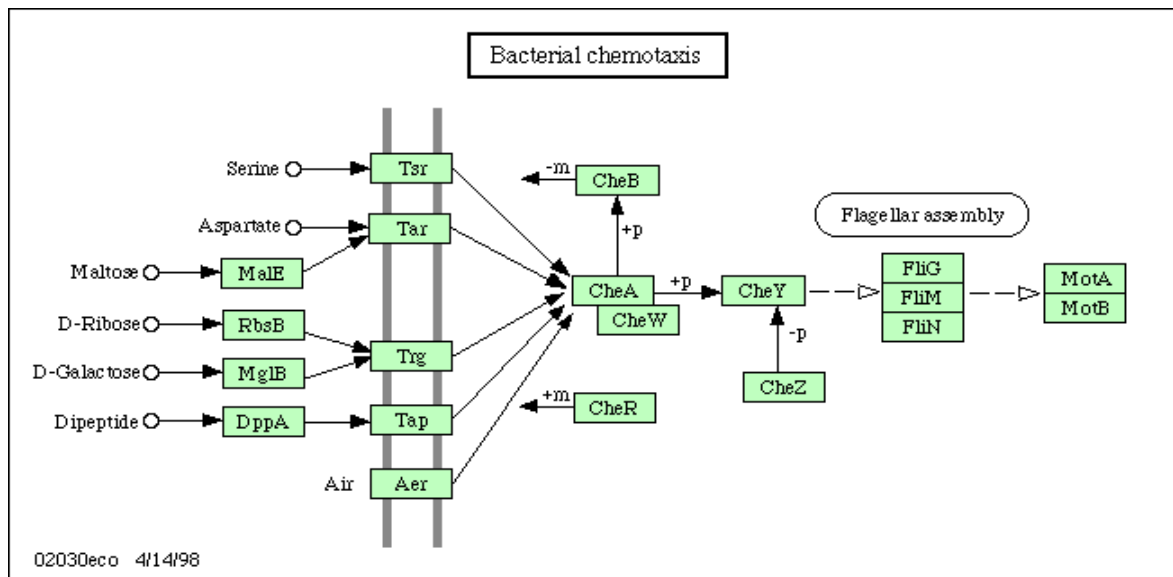 Bacterial chemotaxis
Serine
Tsr
-m
CheB
Aspartate
Tar
+p
Flagellar assembly
Maltose
MalE
CheA
+p
CheY
FliG
FliM
FliN
MotA
MotB
CheW
D-Ribose
RbsB
Trg
-p
D-Galactose
MglB
CheZ
Dipeptide
DppA
Tap
+m
CheR
Air
Aer
02030eco 4/14/98